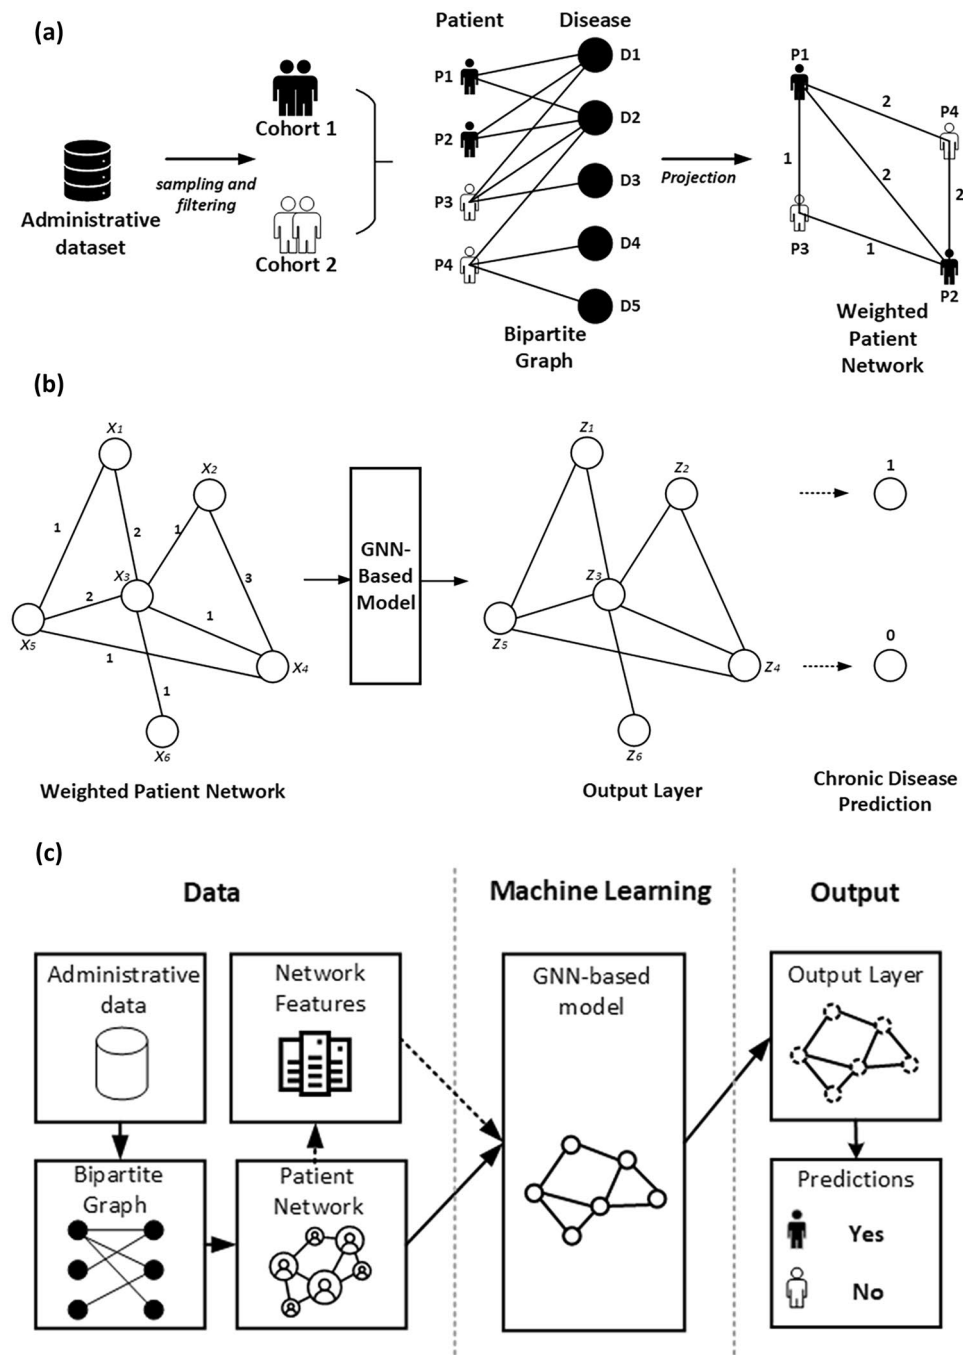 (a)
Patient
Disease
P1
P2
P3
P4
D1
D2
D3
D4
D5
Cohort 1
Cohort 2
sampling and
filtering
Administrative
dataset
Bipartite
Graph
Projection
P1
P4
P3
P2
2
1
2
2
1
Weighted
Patient
Network
(b)
X1
X2
X3
X5
X4
X6
1
2
1
3
2
1
1
1
GNN-
Based
Model
Z1
Z2
Z3
Z5
Z4
Z6
1
0
Weighted Patient Network
Output Layer
Chronic Disease
Prediction
(c)
Data
Machine Learning
Output
Administrative
data
Network
Features
GNN-based
model
Output Layer
Bipartite
Graph
Patient
Network
Predictions
Yes
No